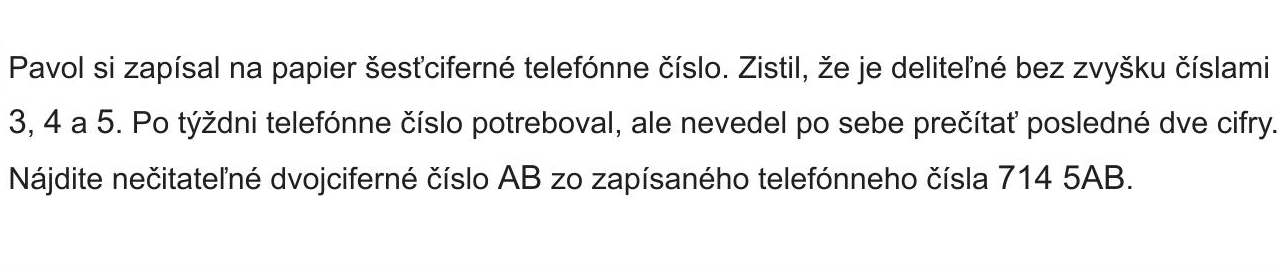 Pavol si zapísal na papier šesťciferné telefónne číslo. Zistil, že je deliteľné bez zvyšku číslami
3, 4 a 5. Po týždni telefónne číslo potreboval, ale nevedel po sebe prečítať posledné dve cifry.
Nájdite nečitateľné dvojciferné číslo AB zo zapísaného telefónneho čísla 714 5AB.